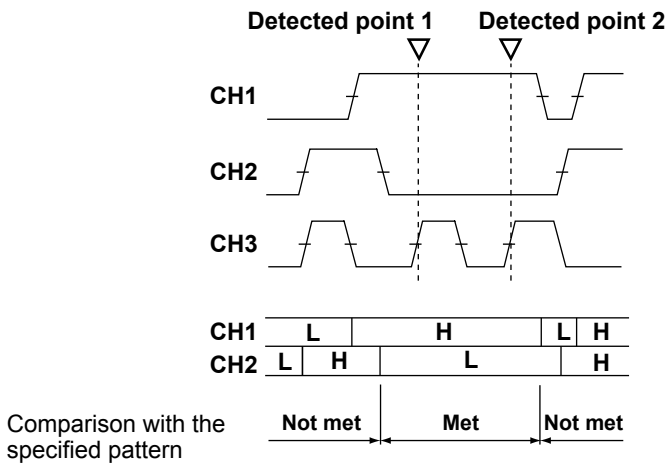 Detected point 1 Detected point 2
CH1
CH2
CH3
CH1 L H L H
CH2 L H L H
Comparison with the specified pattern
Not met Met Not met